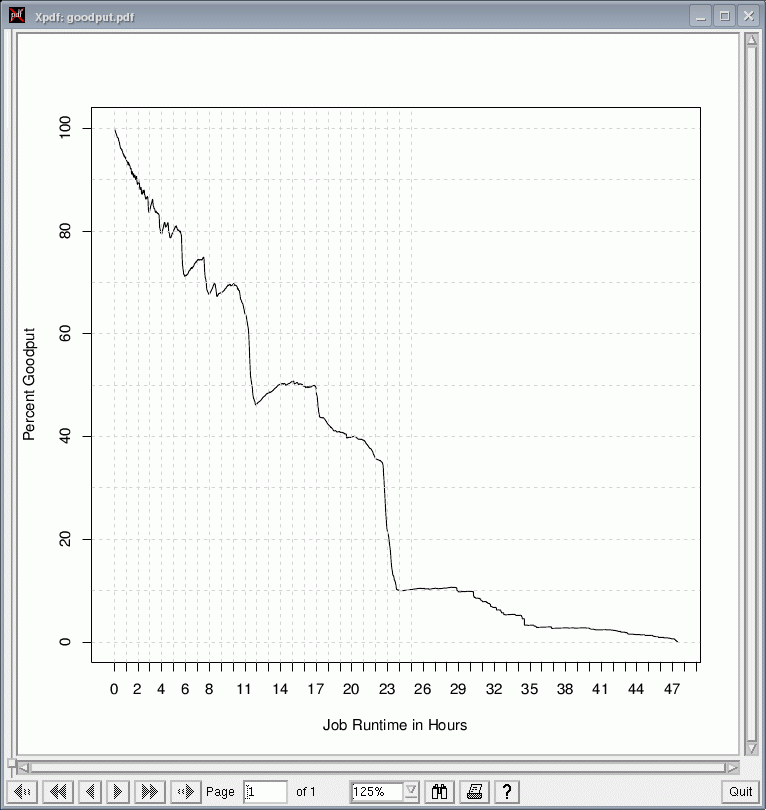 Xpdf: goodput.pdf
100
80
60
40
20
0
Percent Goodput
0 2 4 6 8 11 14 17 20 23 26 29 32 35 38 41 44 47
Job Runtime in Hours
Page 1 of 1 125% ? Quit